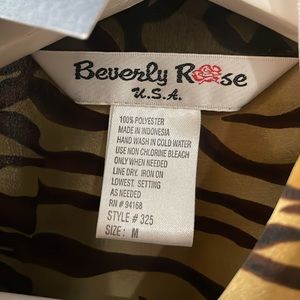 Beverly Rose
U.S.A.
100% POLYESTER
MADE IN INDONESIA
HAND WASH IN COLD WATER
USE NON CHLORINE BLEACH
ONLY WHEN NEEDED
LINE DRY. IRON ON
LOWEST. SETTING
AS NEEDED
RN # 94168
STYLE # 325
SIZE: M